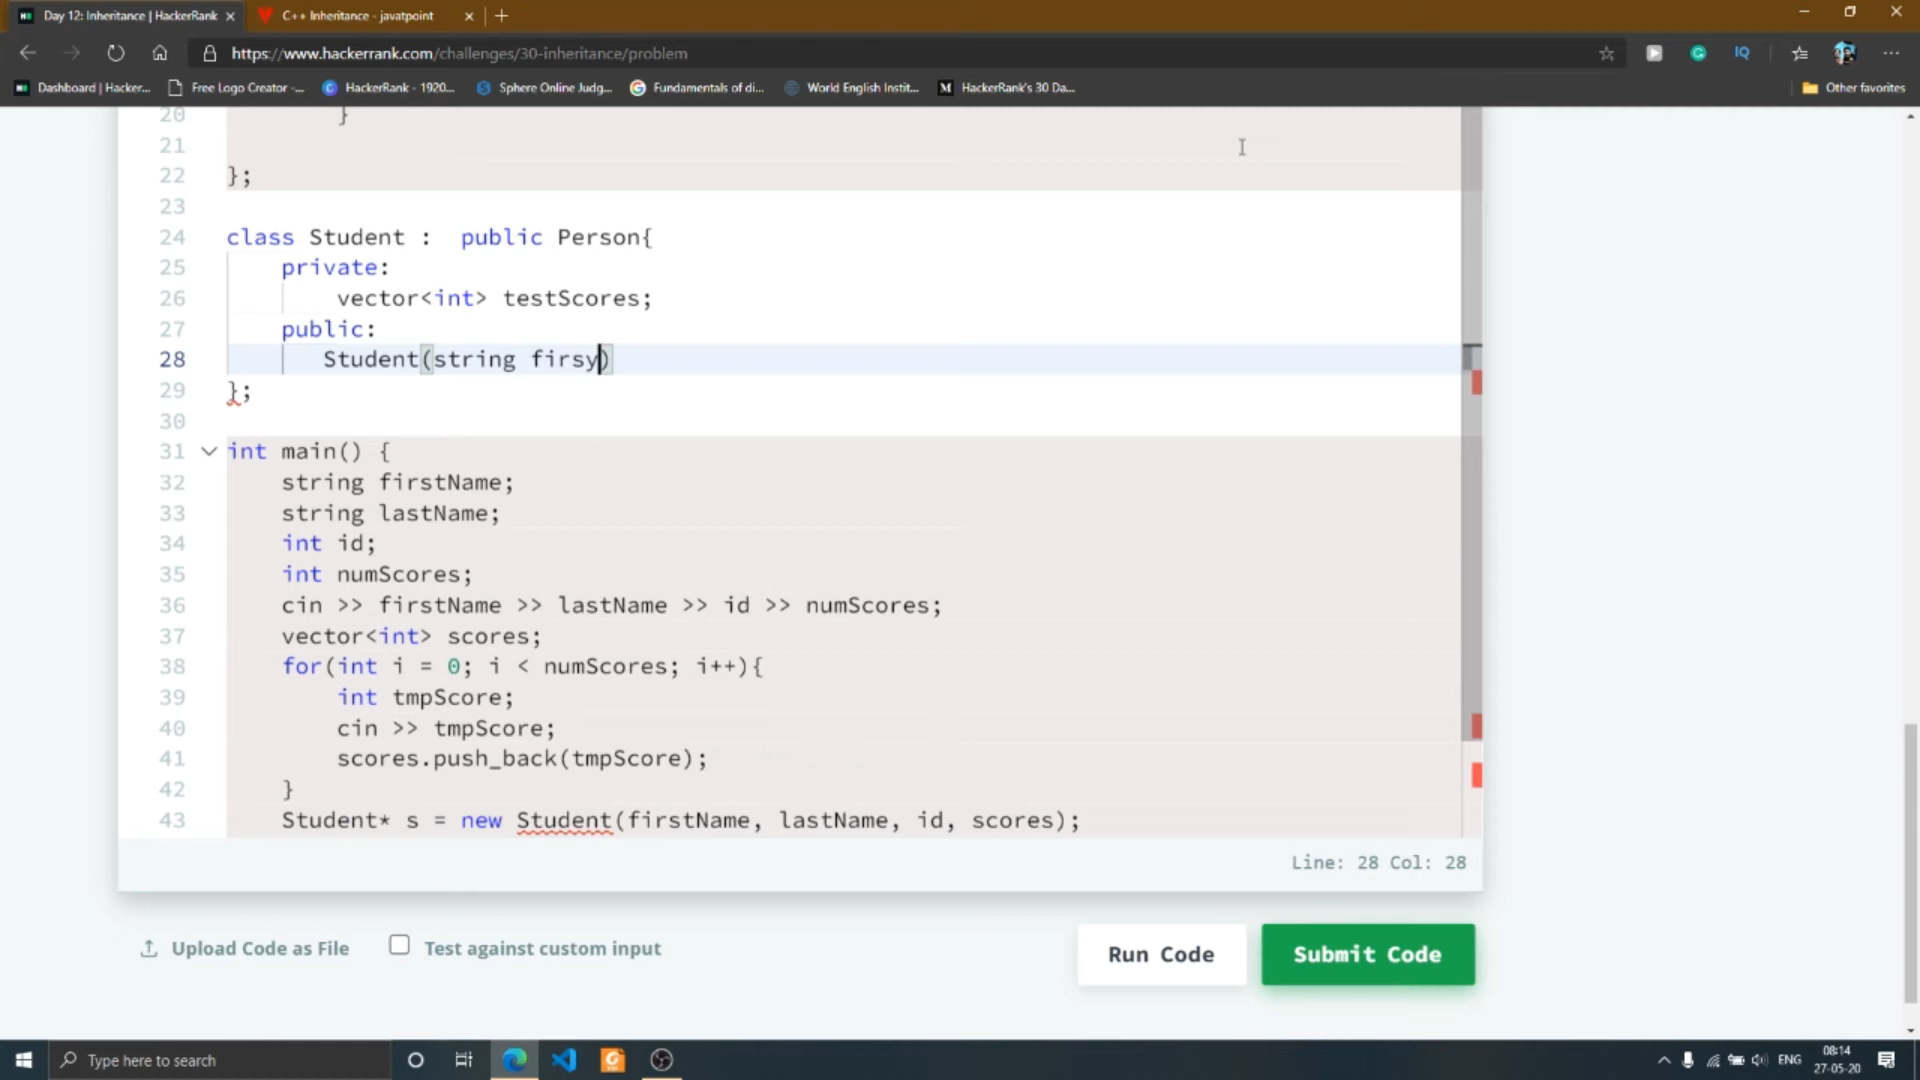 Day 12: Inheritance | HackerRank
C++ Inheritance - javatpoint
https://www.hackerrank.com/challenges/30-inheritance/problem
IQ
Dashboard | Hacker...
Free Logo Creator -...
HackerRank - 1920...
Sphere Online Judg...
Fundamentals of di...
World English Instit...
M HackerRank's 30 Da...
Other favorites
20 }
21
22 };
23
24 class Student :  public Person{
25 private:
26 vector<int> testScores;
27 public:
28 Student(string firsy)
29 };
30
31 int main() {
32 string firstName;
33 string lastName;
34 int id;
35 int numScores;
36 cin >> firstName >> lastName >> id >> numScores;
37 vector<int> scores;
38 for(int i = 0; i < numScores; i++){
39 int tmpScore;
40 cin >> tmpScore;
41 scores.push_back(tmpScore);
42 }
43 Student* s = new Student(firstName, lastName, id, scores);
Line: 28 Col: 28
Upload Code as File
Test against custom input
Run Code
Submit Code
Type here to search
ENG
08:14
27-05-20